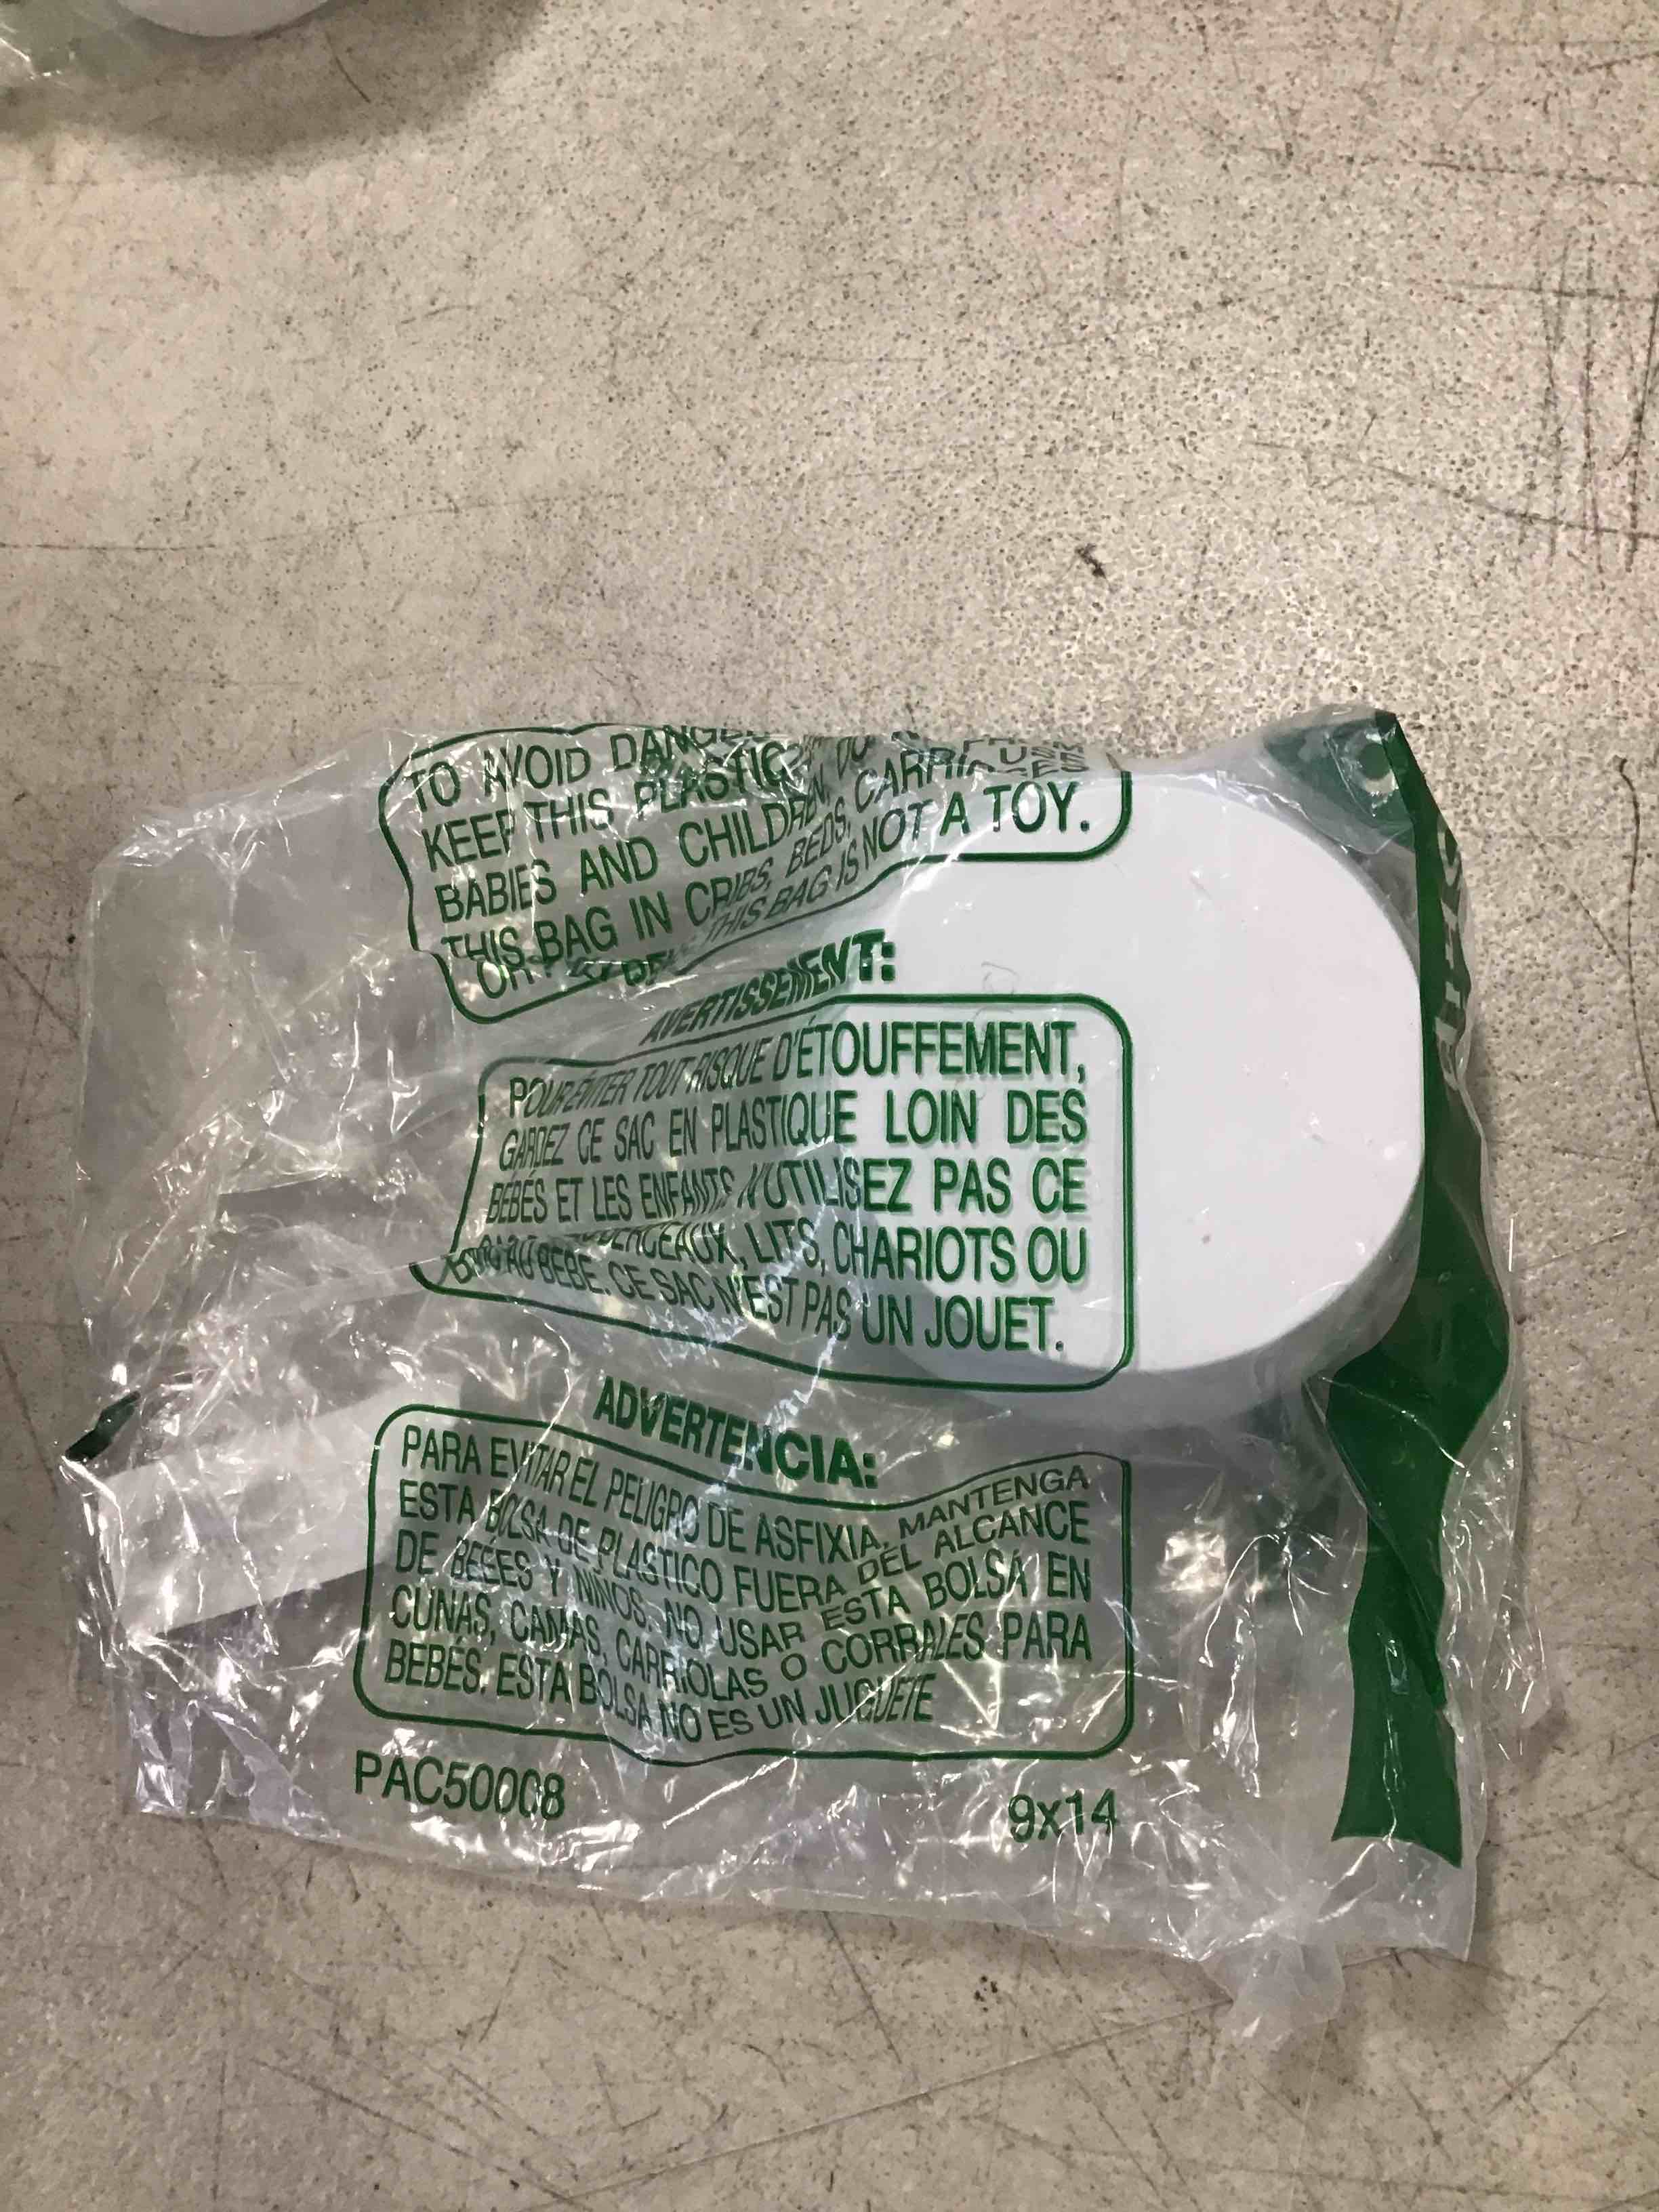 TO AVOID
KEEP THIS PLASTIC
BABIES AND CHILDREN. DO
THIS BAG IN CRIBS, BEDS,
THIS BAG IS NOT A TOY.
AVERTISSEMENT:
POUR ÉVITER TOUT RISQUE D'ÉTOUFFEMENT,
GARDEZ CE SAC EN PLASTIQUE LOIN DES
BÉBÉS ET LES ENFANTS N'UTILISEZ PAS CE
LITS, CHARIOTS OU
BÉBÉ. CE SAC N'EST PAS UN JOUET.
ADVERTENCIA:
PARA EVITAR EL PELIGRO DE ASFIXIA, MANTENGA
ESTA BOLSA DE PLASTICO FUERA DEL ALCANCE
DE BEBES Y NINOS. NO USAR ESTA BOLSA EN
CUNAS, CAMAS, CARRIOLAS O CORRALES PARA
BEBÉS. ESTA BOLSA NO ES UN JUGUETE
PAC50008
9x14